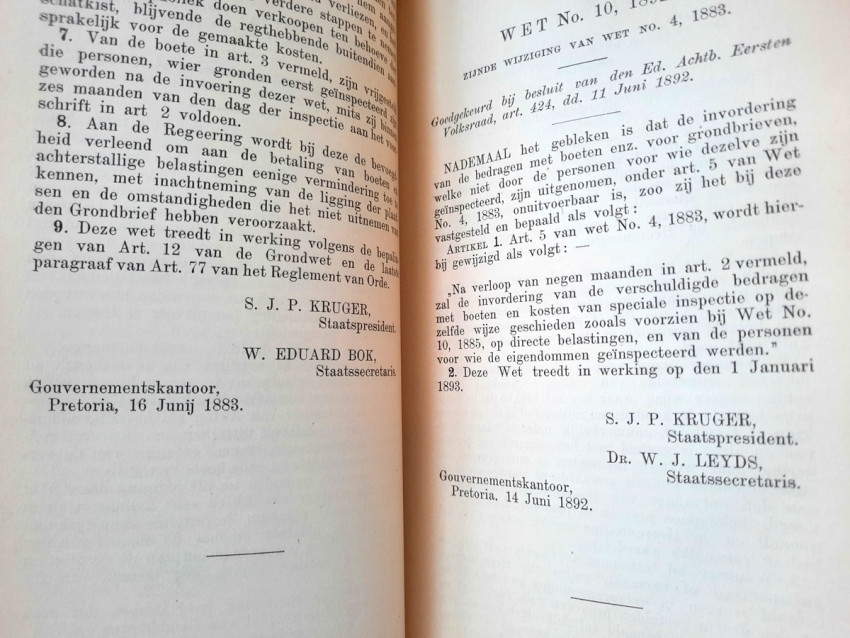 verdere stappen te
doen verkoopen ten behoeve
schatkist, blijvende de regthebbende buitendien
sprakelijk voor de gemaakte kosten.
7. Van de boete in art. 3 vermeld, zijn
die personen, wier gronden eerst geïnspecteerd
geworden na de invoering dezer wet, mits zij
zes maanden van den dag der inspectie aan het
schrift in art 2 voldoen.
8. Aan de Regeering wordt bij deze de
heid verleend om aan de betaling van boeten
achterstallige belastingen eenige vermindering toe
kennen, met inachtneming van de ligging der
sen en de omstandigheden die het niet uitnemen
den Grondbrief hebben veroorzaakt.
9. Deze wet treedt in werking volgens de
gen van Art. 12 van de Grondwet en de
paragraaf van Art. 77 van het Reglement van Orde.
S. J. P. KRUGER,
Staatspresident.
W. EDUARD BOK,
Staatssecretaris.
Gouvernementskantoor,
Pretoria, 16 Junij 1883.
WET No. 10,
ZIJNDE WIJZIGING VAN WET NO. 4, 1883.
Goedgekeurd bij besluit van den Ed. Achtb. Eersten
Volksraad, art. 424, dd. 11 Juni 1892.
NADEMAAL het gebleken is dat de invordering
van de bedragen met boeten enz. voor grondbrieven,
welke niet door de personen voor wie dezelve zijn
geïnspecteerd, zijn uitgenomen, onder art. 5 van Wet
No. 4, 1883, onuitvoerbaar is, zoo zij het bij deze
vastgesteld en bepaald als volgt:
ARTIKEL 1. Art. 5 van wet No. 4, 1883, wordt hier-
bij gewijzigd als volgt: —
„Na verloop van negen maanden in art. 2 vermeld,
zal de invordering van de verschuldigde bedragen
met boeten en kosten van speciale inspectie op de-
zelfde wijze geschieden zooals voorzien bij Wet No.
10, 1885, op directe belastingen, en van de personen
voor wie de eigendommen geïnspecteerd werden.”
2. Deze Wet treedt in werking op den 1 Januari
1893.
S. J. P. KRUGER,
Staatspresident.
DR. W. J. LEYDS,
Staatssecretaris.
Gouvernementskantoor,
Pretoria. 14 Juni 1892.